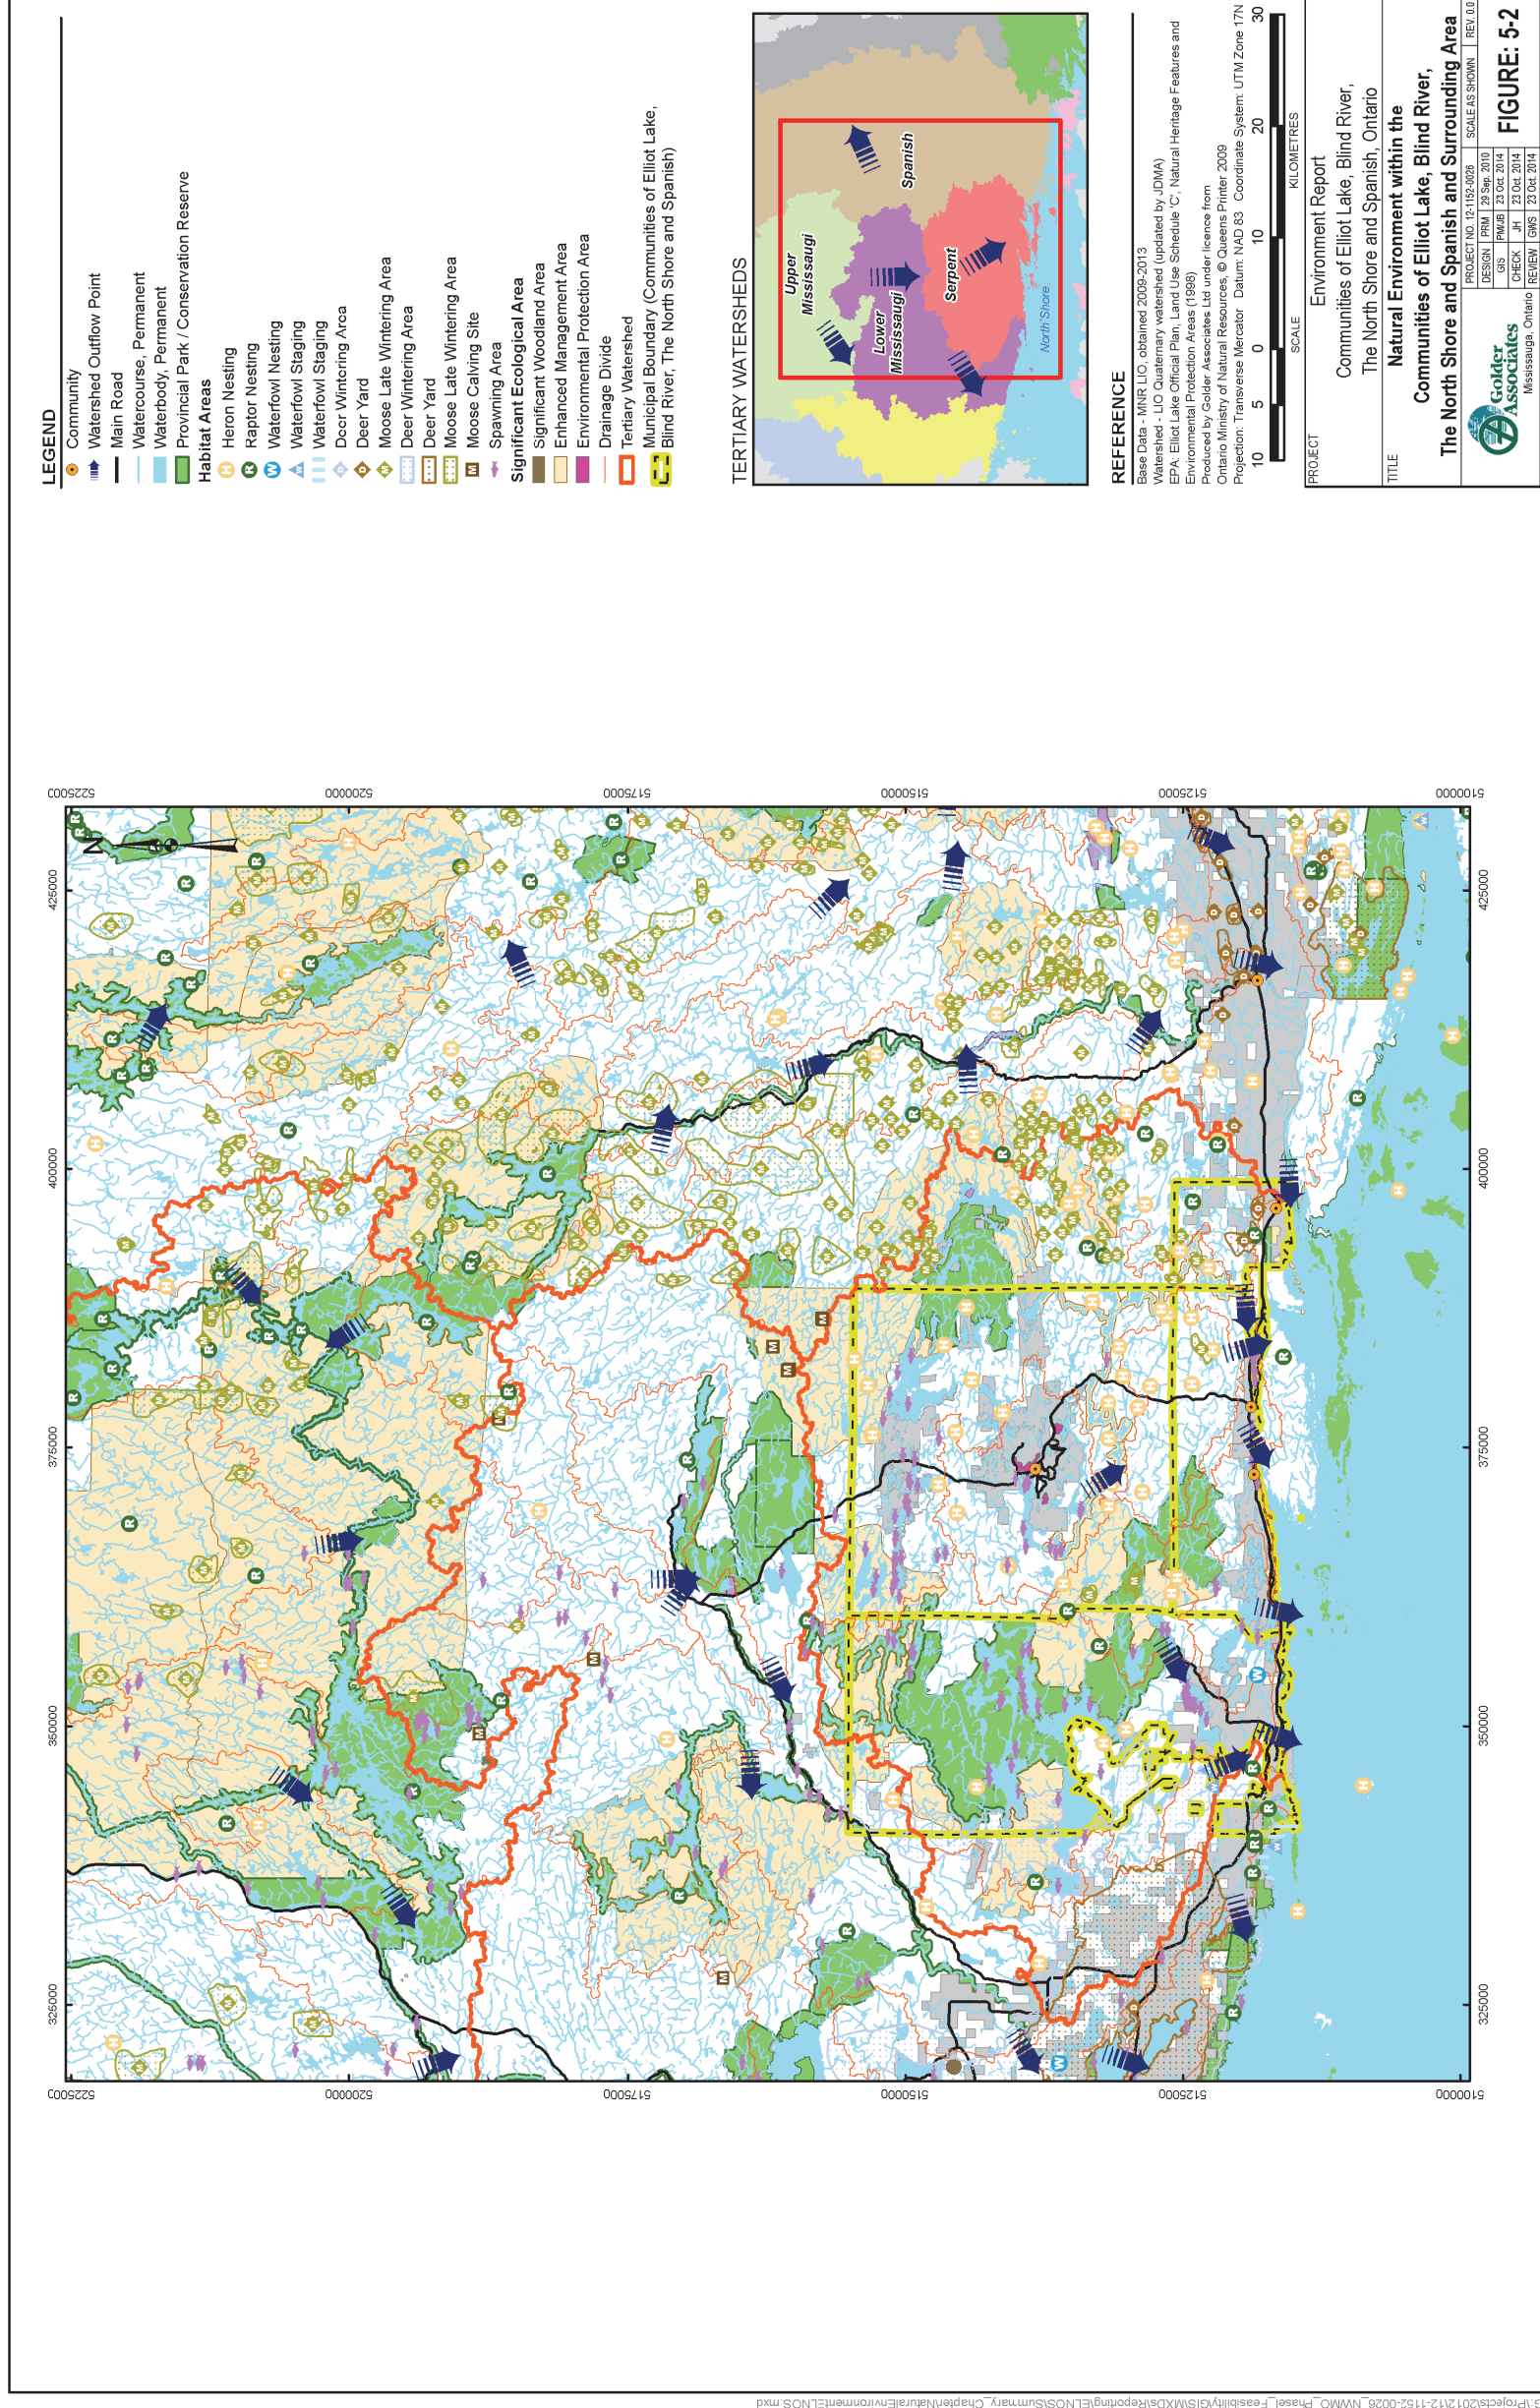 LEGEND
Community
Watershed Outflow Point
Main Road
Watercourse, Permanent
Waterbody, Permanent
Provincial Park / Conservation Reserve
Habitat Areas
Heron Nesting
Raptor Nesting
Waterfowl Nesting
Waterfowl Staging
Waterfowl Staging
Deer Wintering Area
Deer Yard
Moose Late Wintering Area
Deer Wintering Area
Deer Yard
Moose Late Wintering Area
Moose Calving Site
Spawning Area
Significant Ecological Area
Significant Woodland Area
Enhanced Management Area
Environmental Protection Area
Drainage Divide
Tertiary Watershed
Municipal Boundary (Communities of Elliot Lake,
Blind River, The North Shore and Spanish)
TERTIARY WATERSHEDS
Upper
Mississaugi
Lower
Mississaugi
Serpent
Spanish
North Shore
REFERENCE
Base Data - MNR LIO, obtained 2009-2013
Watershed - LIO Quaternary watershed (updated by JDMA)
EPA: Elliot Lake Official Plan, Land Use Schedule 'C', Natural Heritage Features and
Environmental Protection Areas (1998)
Produced by Golder Associates Ltd under licence from
Ontario Ministry of Natural Resources, © Queens Printer 2009
Projection: Transverse Mercator Datum: NAD 83 Coordinate System: UTM Zone 17N
10 5 0 10 20 30
SCALE KILOMETRES
PROJECT
Environment Report
Communities of Elliot Lake, Blind River,
The North Shore and Spanish, Ontario
TITLE
Natural Environment within the
Communities of Elliot Lake, Blind River,
The North Shore and Spanish and Surrounding Area
Golder
Associates
Mississauga, Ontario
PROJECT NO. 12-1152-0026 SCALE AS SHOWN REV. 0.0
DESIGN PRM 29 Sep. 2010
GIS PM/JB 23 Oct. 2014
CHECK JH 23 Oct. 2014
REVIEW GWS 23 Oct. 2014
FIGURE: 5-2
N
325000 350000 375000 400000 425000
325000 350000 375000 400000 425000
5225000 5200000 5175000 5150000 5125000 5100000
5225000 5200000 5175000 5150000 5125000 5100000